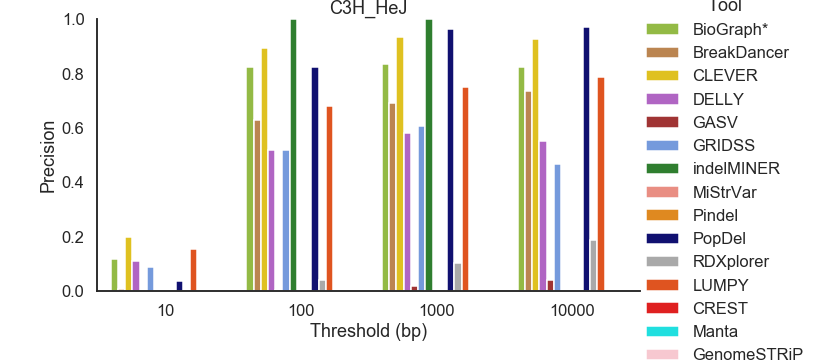 C3H_HeJ
Tool
1.0
0.8
0.6
0.4
0.2
0.0
Precision
10
100
1000
10000
Threshold (bp)
BioGraph*
BreakDancer
CLEVER
DELLY
GASV
GRIDSS
indelMINER
MiStrVar
Pindel
PopDel
RDXplorer
LUMPY
CREST
Manta
GenomeSTRiP